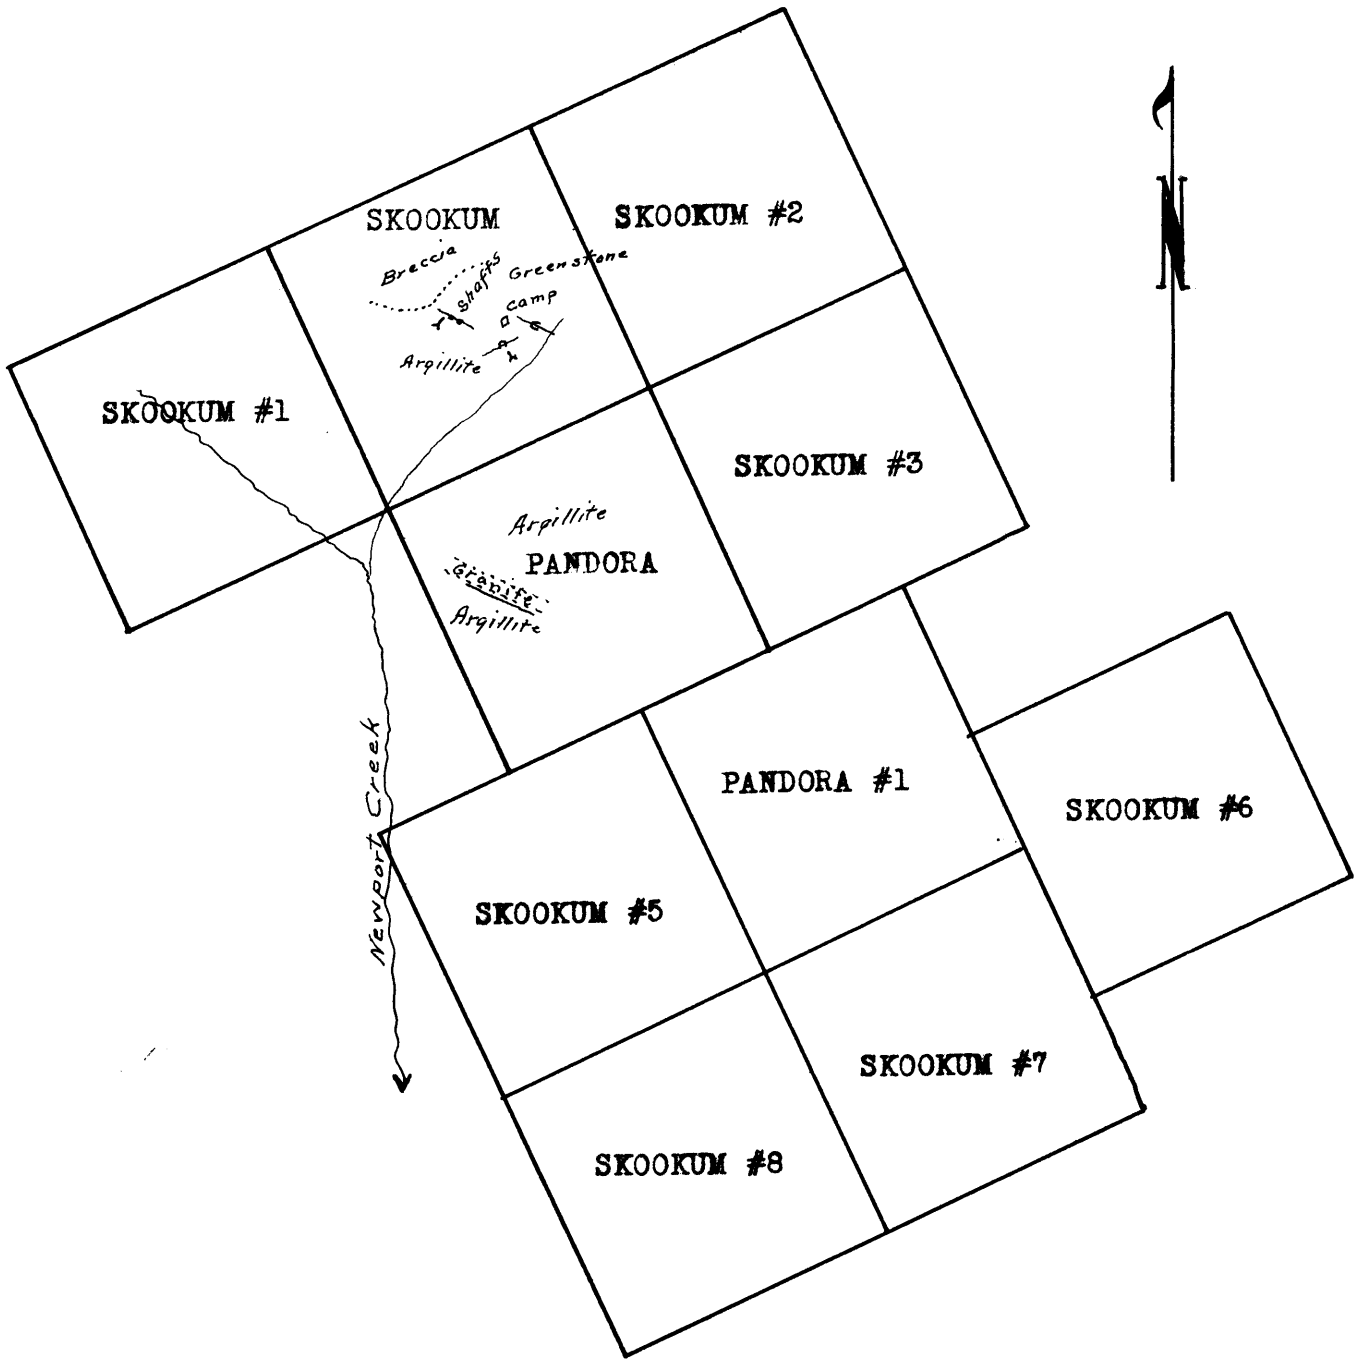 N
SKOOKUM
SKOOKUM #2
Breccia
Shafts
Greenstone
Camp
Argillite
SKOOKUM #1
SKOOKUM #3
Argillite
PANDORA
Granite
Argillite
Newport Creek
PANDORA #1
SKOOKUM #6
SKOOKUM #5
SKOOKUM #7
SKOOKUM #8